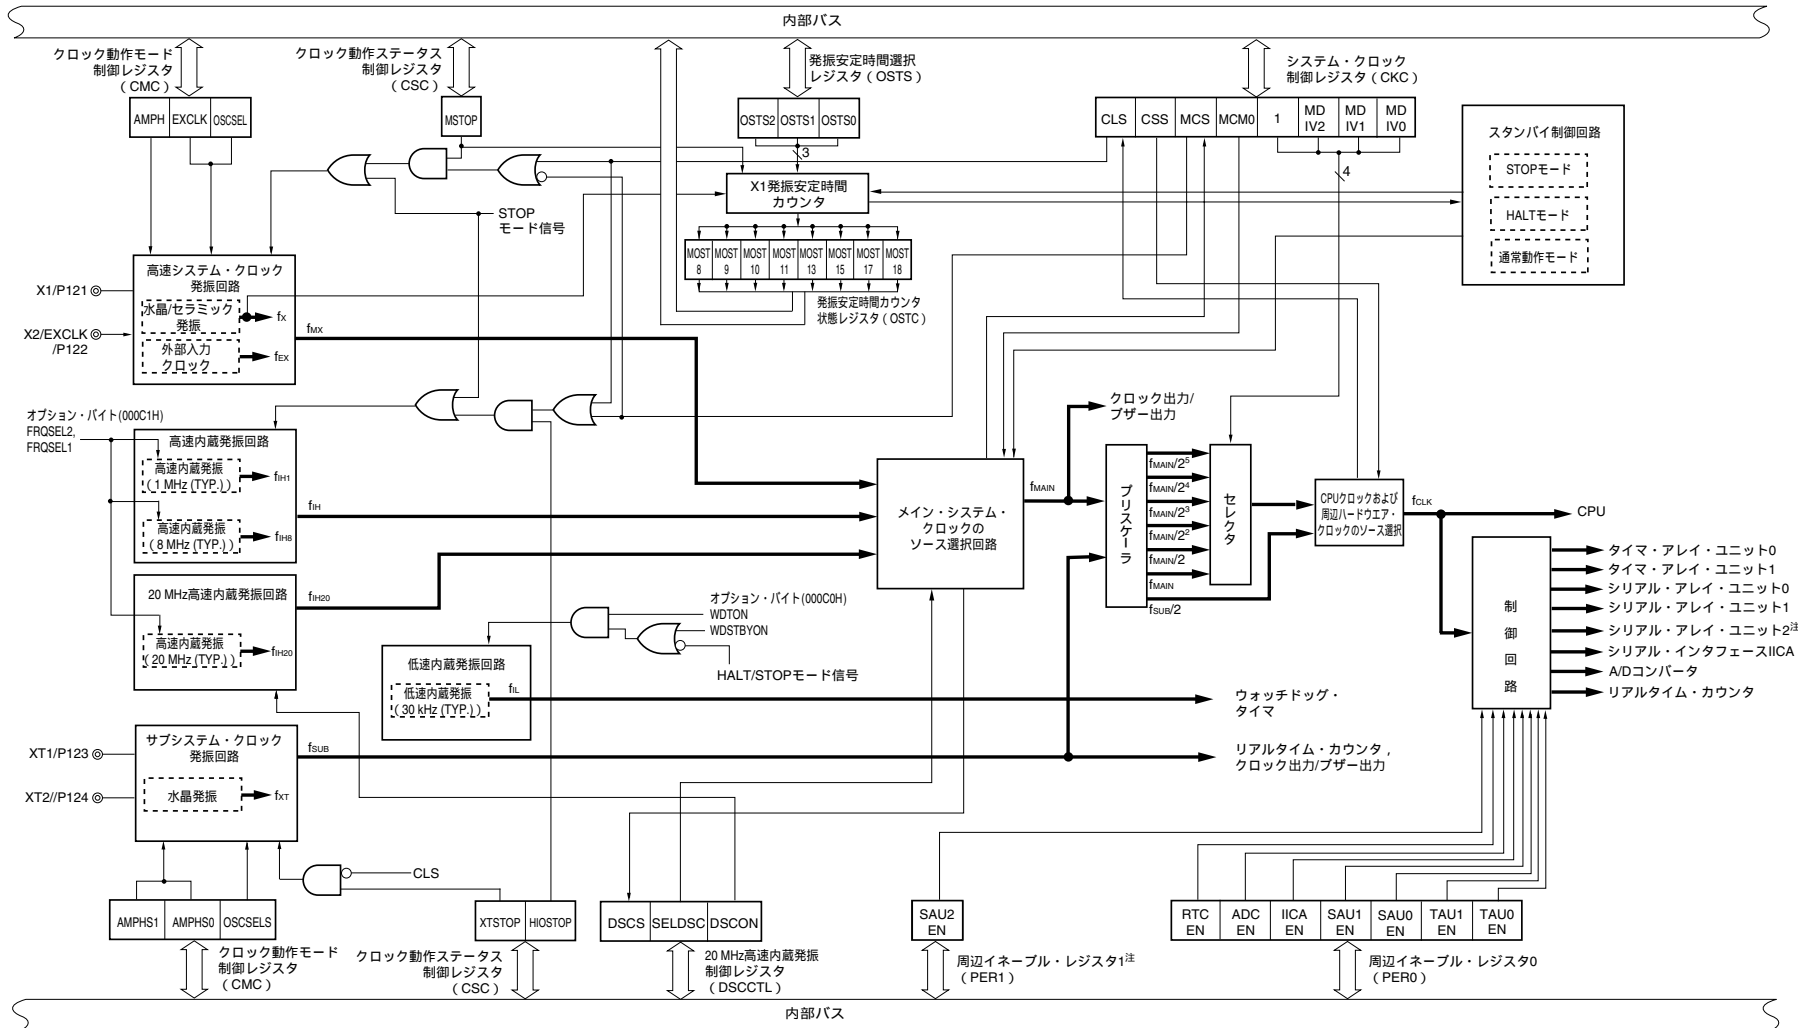 内部バス
クロック動作モード
制御レジスタ
（CMC）
クロック動作ステータス
制御レジスタ
（CSC）
発振安定時間選択
レジスタ（OSTS）
システム・クロック
制御レジスタ（CKC）
AMPH EXCLK OSCSEL
MSTOP
OSTS2 OSTS1 OSTS0
CLS CSS MCS MCM0 1 MD IV2 MD IV1 MD IV0
3
4
スタンバイ制御回路
STOPモード
HALTモード
通常動作モード
X1発振安定時間
カウンタ
STOP
モード信号
MOST 8 MOST 9 MOST 10 MOST 11 MOST 13 MOST 15 MOST 17 MOST 18
発振安定時間カウンタ
状態レジスタ（OSTC）
高速システム・クロック
発振回路
X1/P121
水晶/セラミック
発振
fX
X2/EXCLK
/P122
外部入力
クロック
fEX
fMX
オプション・バイト(000C1H)
FRQSEL2,
FRQSEL1
高速内蔵発振回路
高速内蔵発振
（1 MHz (TYP.)）
fIH1
高速内蔵発振
（8 MHz (TYP.)）
fIH8
fIH
20 MHz高速内蔵発振回路
高速内蔵発振
（20 MHz (TYP.)）
fIH20
fIH20
メイン・システム・
クロックの
ソース選択回路
fMAIN
クロック出力/
ブザー出力
プリスケーラ
fMAIN/2⁵
fMAIN/2⁴
fMAIN/2³
fMAIN/2²
fMAIN/2
fMAIN
fSUB/2
セレクタ
CPUクロックおよび
周辺ハードウエア・
クロックのソース選択
fCLK
CPU
制御回路
タイマ・アレイ・ユニット0
タイマ・アレイ・ユニット1
シリアル・アレイ・ユニット0
シリアル・アレイ・ユニット1
シリアル・アレイ・ユニット2注
シリアル・インタフェースIICA
A/Dコンバータ
リアルタイム・カウンタ
オプション・バイト(000C0H)
WDTON
WDSTBYON
HALT/STOPモード信号
低速内蔵発振回路
低速内蔵発振
（30 kHz (TYP.)）
fIL
ウォッチドッグ・
タイマ
サブシステム・クロック
発振回路
XT1/P123
XT2//P124
水晶発振
fXT
fSUB
リアルタイム・カウンタ，
クロック出力/ブザー出力
CLS
AMPHS1 AMPHS0 OSCSELS
XTSTOP HIOSTOP
DSCS SELDSC DSCON
SAU2 EN
RTC EN ADC EN IICA EN SAU1 EN SAU0 EN TAU1 EN TAU0 EN
クロック動作モード
制御レジスタ
（CMC）
クロック動作ステータス
制御レジスタ
（CSC）
20 MHz高速内蔵発振
制御レジスタ
（DSCCTL）
周辺イネーブル・レジスタ1注
（PER1）
周辺イネーブル・レジスタ0
（PER0）
内部バス